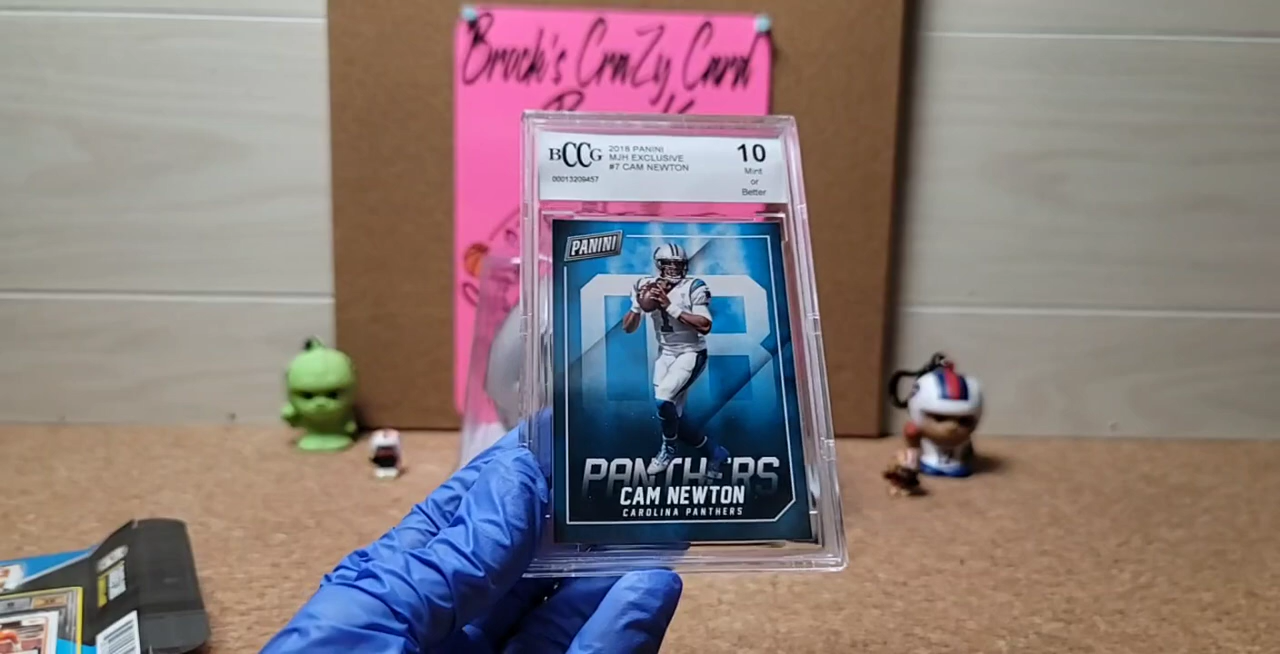 Brock's CraZy Card
BCCG
2018 PANINI
MJH EXCLUSIVE
#7 CAM NEWTON
00013209457
10
Mint
or
Better
PANINI
1
PANTHERS
CAM NEWTON
CAROLINA PANTHERS